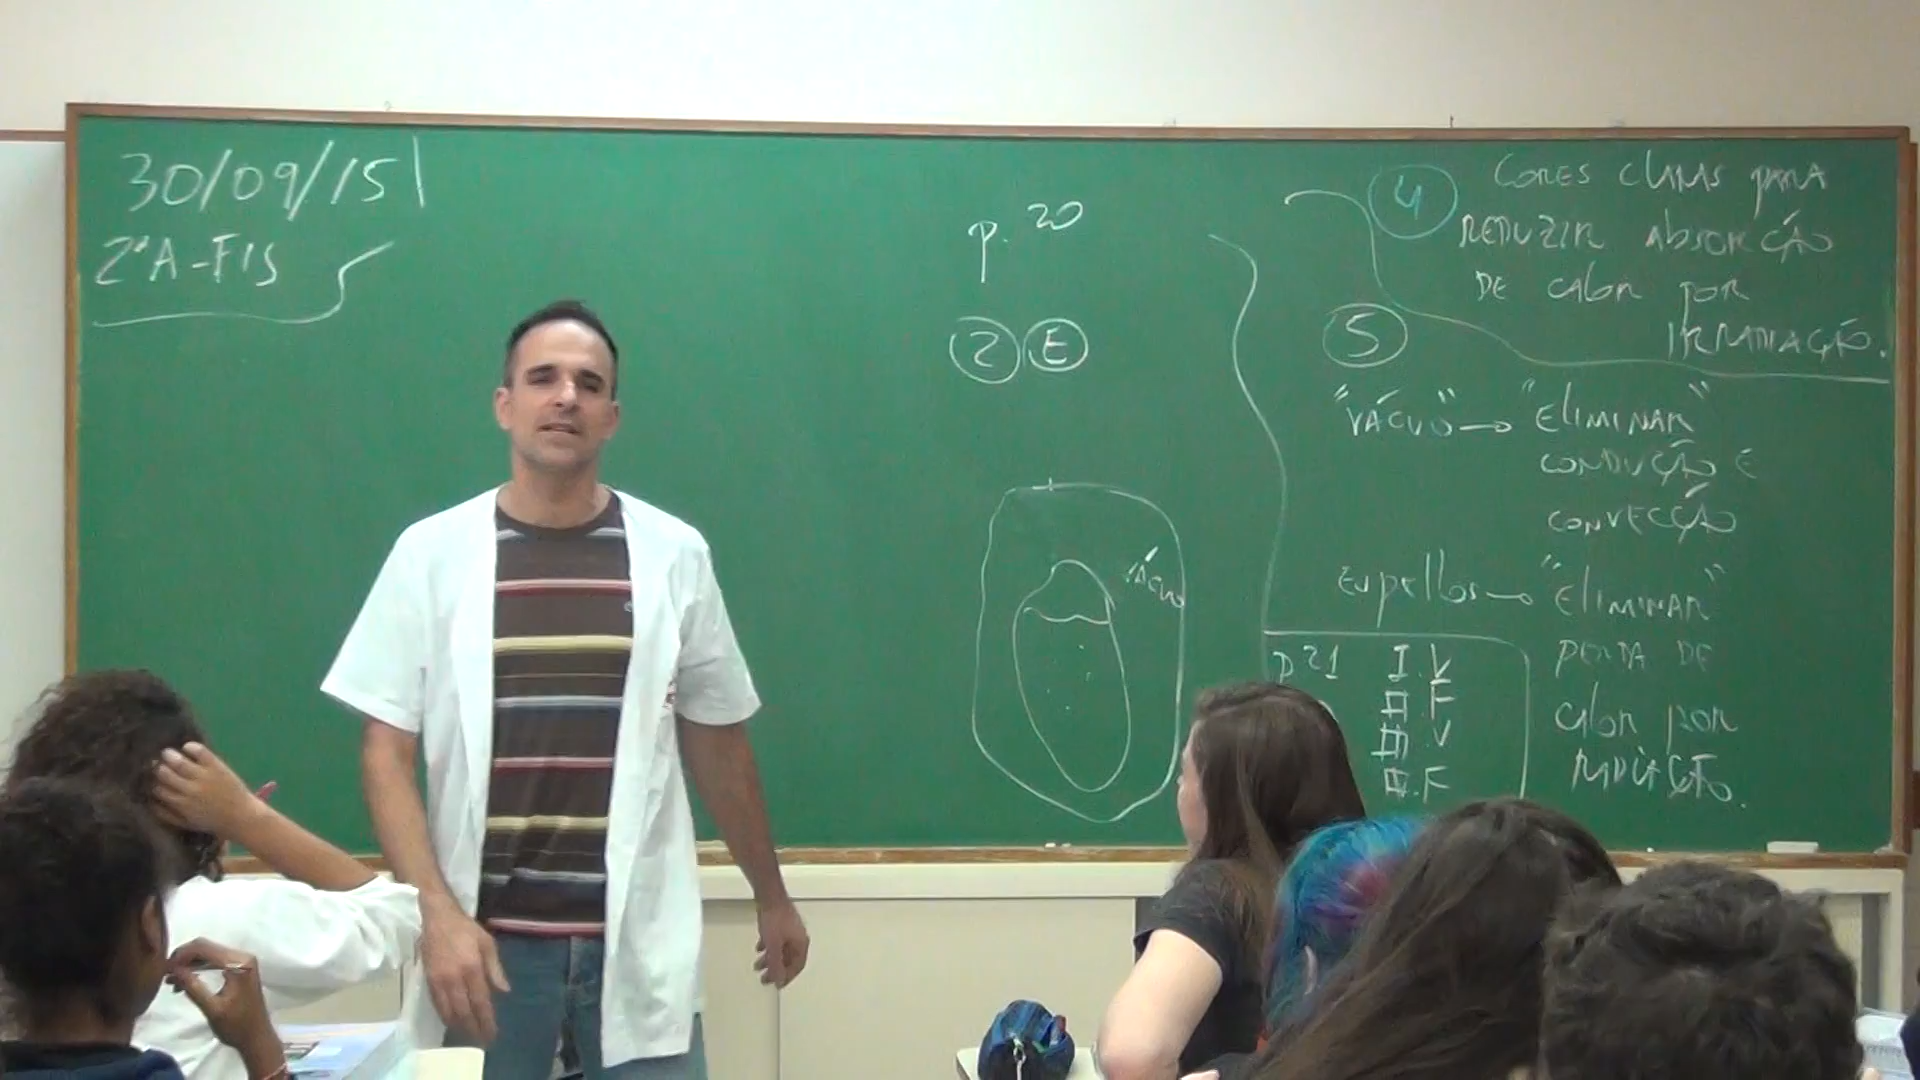 30/09/15
2ªA-FIS
p. 20
2 E
VÁCUO
4 CORES CLARAS PARA
REDUZIR ABSORÇÃO
DE CALOR POR
IRRADIAÇÃO.
5
"VÁCUO" → "ELIMINAR"
CONDUÇÃO E
CONVECÇÃO
Espelhos → "ELIMINAR"
PERDA DE
CALOR POR
RADIAÇÃO.
P 21 I. V
II. F
III. V
IV. F